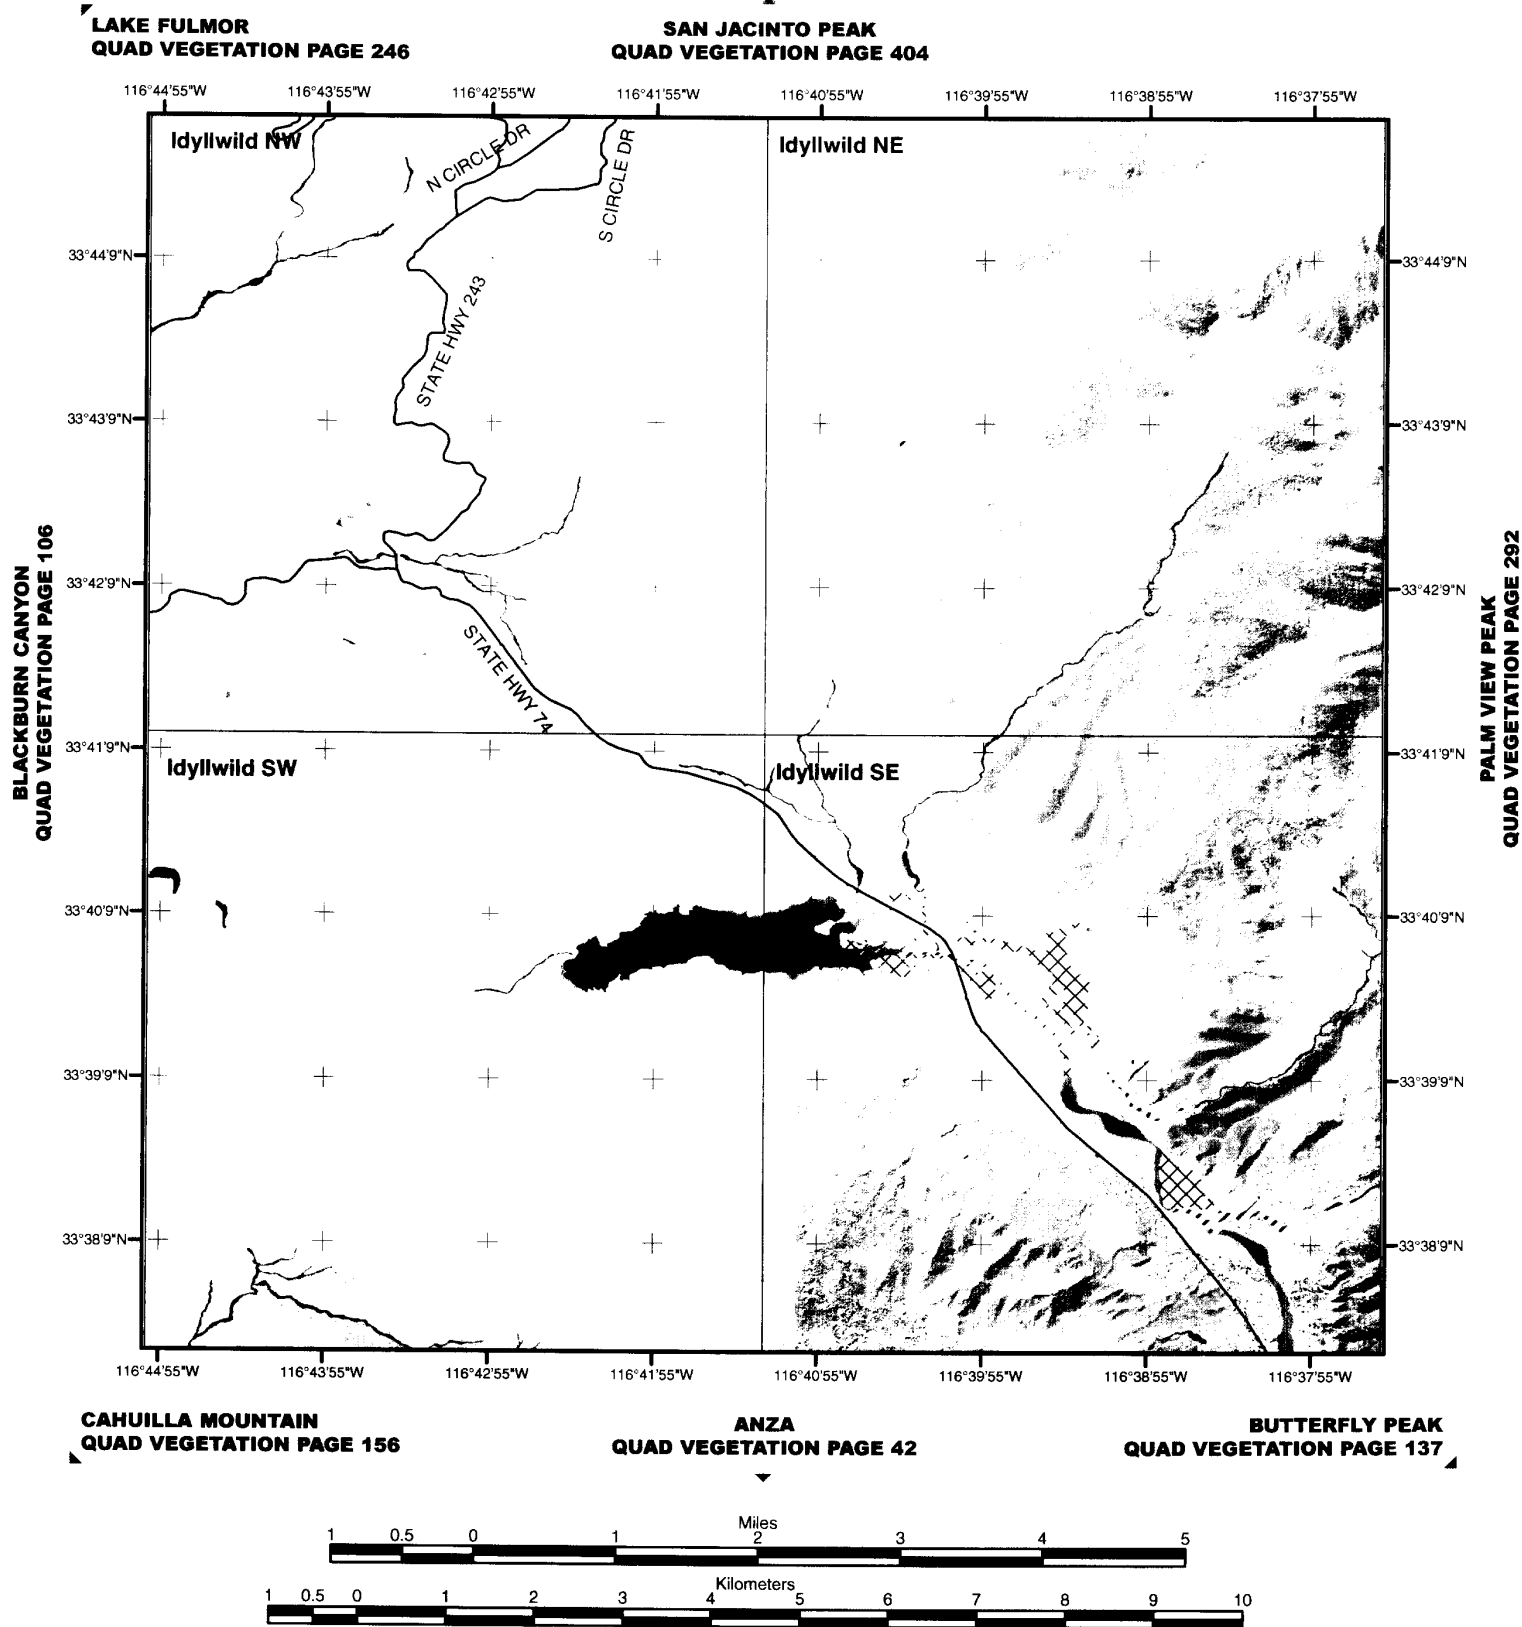 LAKE FULMOR
QUAD VEGETATION PAGE 246
SAN JACINTO PEAK
QUAD VEGETATION PAGE 404
116°44'55"W 116°43'55"W 116°42'55"W 116°41'55"W 116°40'55"W 116°39'55"W 116°38'55"W 116°37'55"W
Idyllwild NW
Idyllwild NE
N CIRCLE DR
S CIRCLE DR
STATE HWY 243
STATE HWY 74
Idyllwild SW
Idyllwild SE
33°44'9"N
33°43'9"N
33°42'9"N
33°41'9"N
33°40'9"N
33°39'9"N
33°38'9"N
33°44'9"N
33°43'9"N
33°42'9"N
33°41'9"N
33°40'9"N
33°39'9"N
33°38'9"N
BLACKBURN CANYON
QUAD VEGETATION PAGE 106
PALM VIEW PEAK
QUAD VEGETATION PAGE 292
116°44'55"W 116°43'55"W 116°42'55"W 116°41'55"W 116°40'55"W 116°39'55"W 116°38'55"W 116°37'55"W
CAHUILLA MOUNTAIN
QUAD VEGETATION PAGE 156
ANZA
QUAD VEGETATION PAGE 42
BUTTERFLY PEAK
QUAD VEGETATION PAGE 137
Miles
1 0.5 0 1 2 3 4 5
Kilometers
1 0.5 0 1 2 3 4 5 6 7 8 9 10